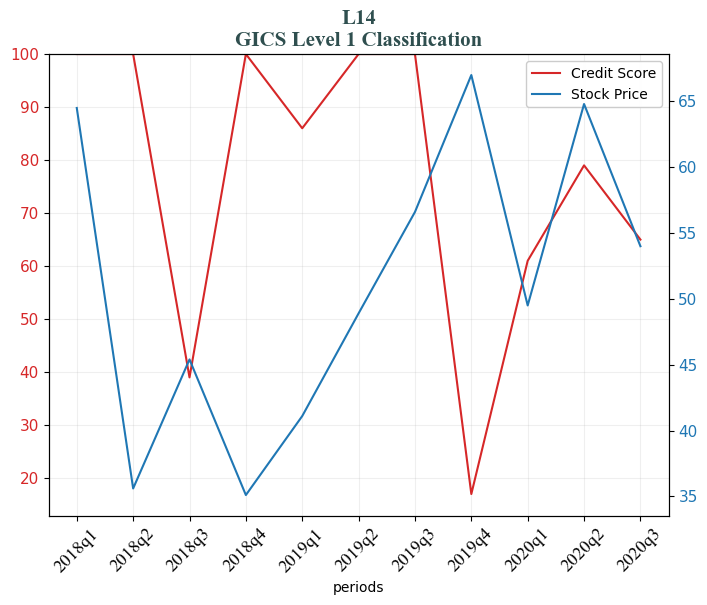 L14
GICS Level 1 Classification
Credit Score
Stock Price
100
90
80
70
60
50
40
30
20
65
60
55
50
45
40
35
2018q1
2018q2
2018q3
2018q4
2019q1
2019q2
2019q3
2019q4
2020q1
2020q2
2020q3
periods